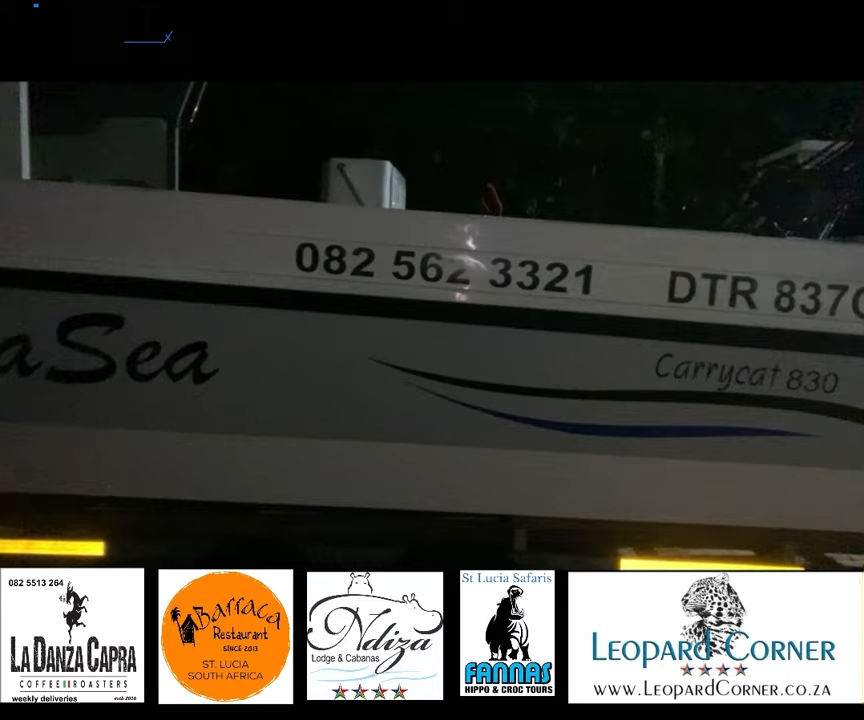 082 562 3321 DTR 837
aSea
Carrycat 830
082 5513 264
LA DANZA CAPRA
COFFEE ROASTERS
weekly deliveries estb 2016
Barraca
Restaurant
SINCE 2013
ST. LUCIA
SOUTH AFRICA
Ndiza
Lodge & Cabanas
St Lucia Safaris
FANNAS
HIPPO & CROC TOURS
LEOPARD CORNER
WWW.LEOPARDCORNER.CO.ZA